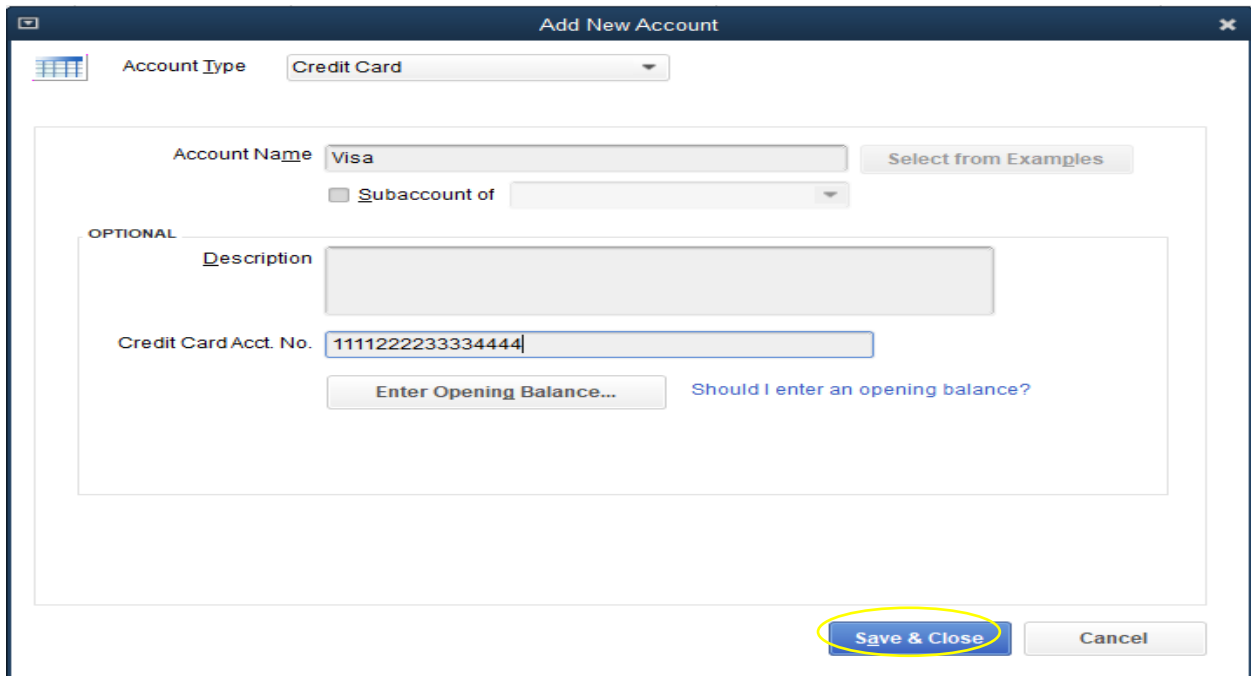 Add New Account
Account Type Credit Card
Account Name Visa Select from Examples
Subaccount of
OPTIONAL
Description
Credit Card Acct. No. 1111222233334444
Enter Opening Balance... Should I enter an opening balance?
Save & Close Cancel